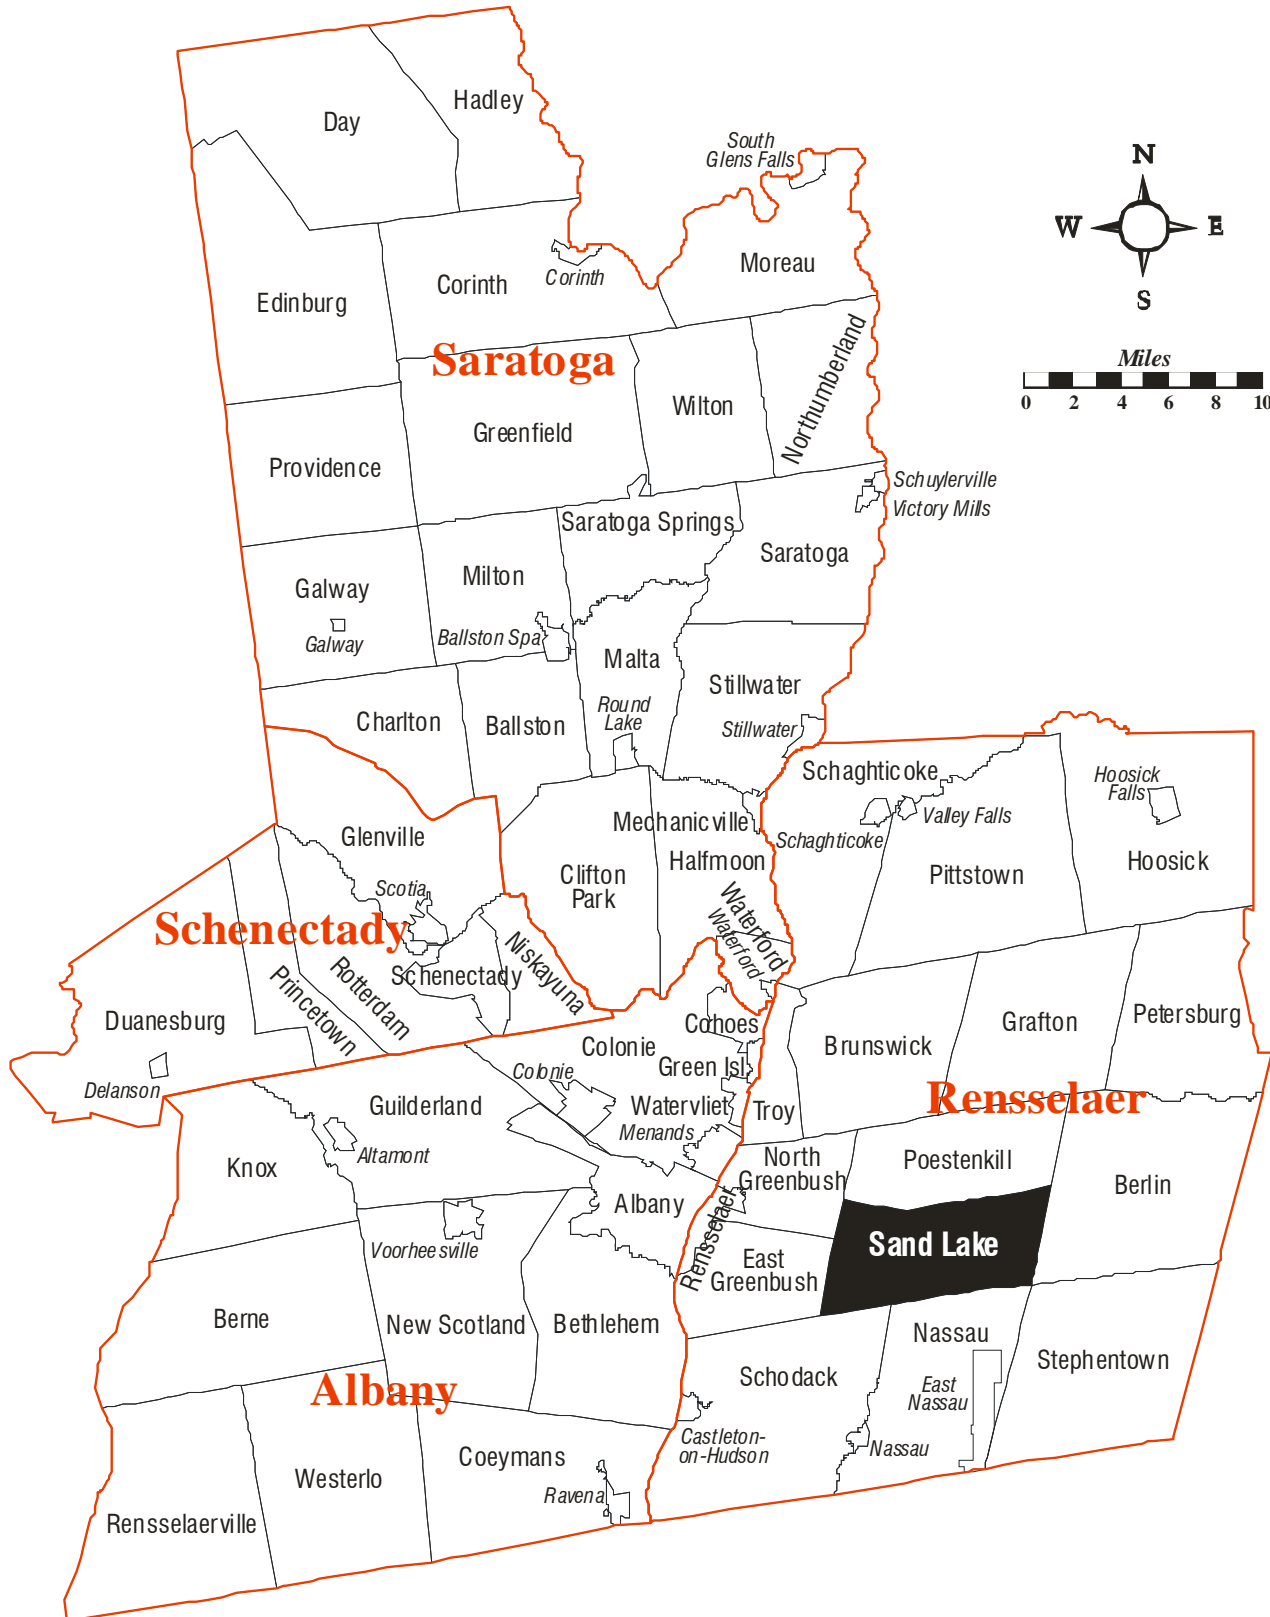 Hadley
Day
South
Glens Falls
N
W
E
S
Moreau
Corinth
Corinth
Edinburg
Saratoga
Northumberland
Miles
0 2 4 6 8 10
Wilton
Greenfield
Providence
Schuylerville
Victory Mills
Saratoga Springs
Saratoga
Milton
Galway
Galway
Ballston Spa
Malta
Stillwater
Round
Lake
Stillwater
Charlton
Ballston
Schaghticoke
Hoosick
Falls
Mechanicville
Schaghticoke
Valley Falls
Glenville
Halfmoon
Hoosick
Clifton
Park
Pittstown
Scotia
Waterford
Waterford
Schenectady
Niskayuna
Schenectady
Rotterdam
Princetown
Duanesburg
Cohoes
Grafton
Petersburg
Colonie
Brunswick
Green Isl.
Colonie
Delanson
Rensselaer
Guilderland
Watervliet
Troy
Menands
Altamont
North
Greenbush
Poestenkill
Knox
Berlin
Albany
Rensselaer
Voorheesville
Sand Lake
East
Greenbush
Berne
New Scotland
Bethlehem
Nassau
Stephentown
Schodack
Albany
East
Nassau
Castleton-
on-Hudson
Nassau
Coeymans
Westerlo
Ravena
Rensselaerville